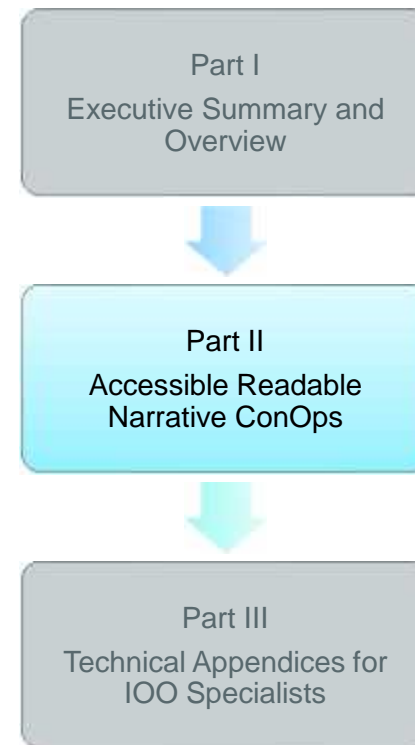 Part I
Executive Summary and
Overview
Part II
Accessible Readable
Narrative ConOps
Part III
Technical Appendices for
IOO Specialists